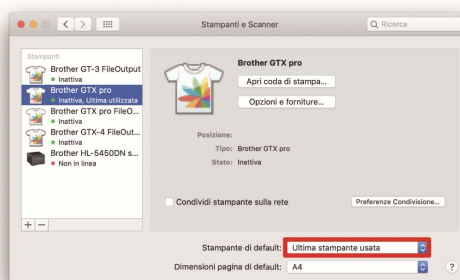 Stampanti e Scanner
Ricerca
Stampanti
Brother GT-3 FileOutput
Inattiva
Brother GTX pro
Inattiva, Ultima utilizzata
Brother GTX pro FileO...
Inattiva
Brother GTX-4 FileOut...
Inattiva
Brother HL-5450DN s...
Non in linea
+ −
Brother GTX pro
Apri coda di stampa...
Opzioni e forniture...
Posizione:
Tipo: Brother GTX pro
Stato: Inattiva
Condividi stampante sulla rete
Preferenze Condivisione...
Stampante di default: Ultima stampante usata
Dimensioni pagina di default: A4
?